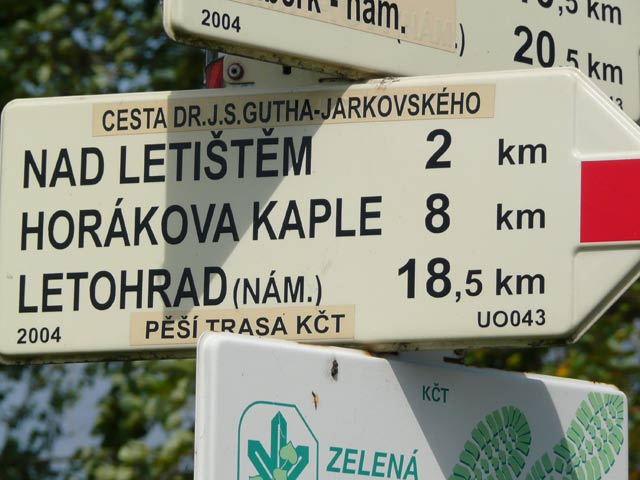 2004
- nám.
20,5 km
CESTA DR.J.S.GUTHA-JARKOVSKÉHO
NAD LETIŠTĚM 2 km
HORÁKOVA KAPLE 8 km
LETOHRAD (NÁM.) 18,5 km
2004 PĚŠÍ TRASA KČT UO043
KČT
ZELENÁ